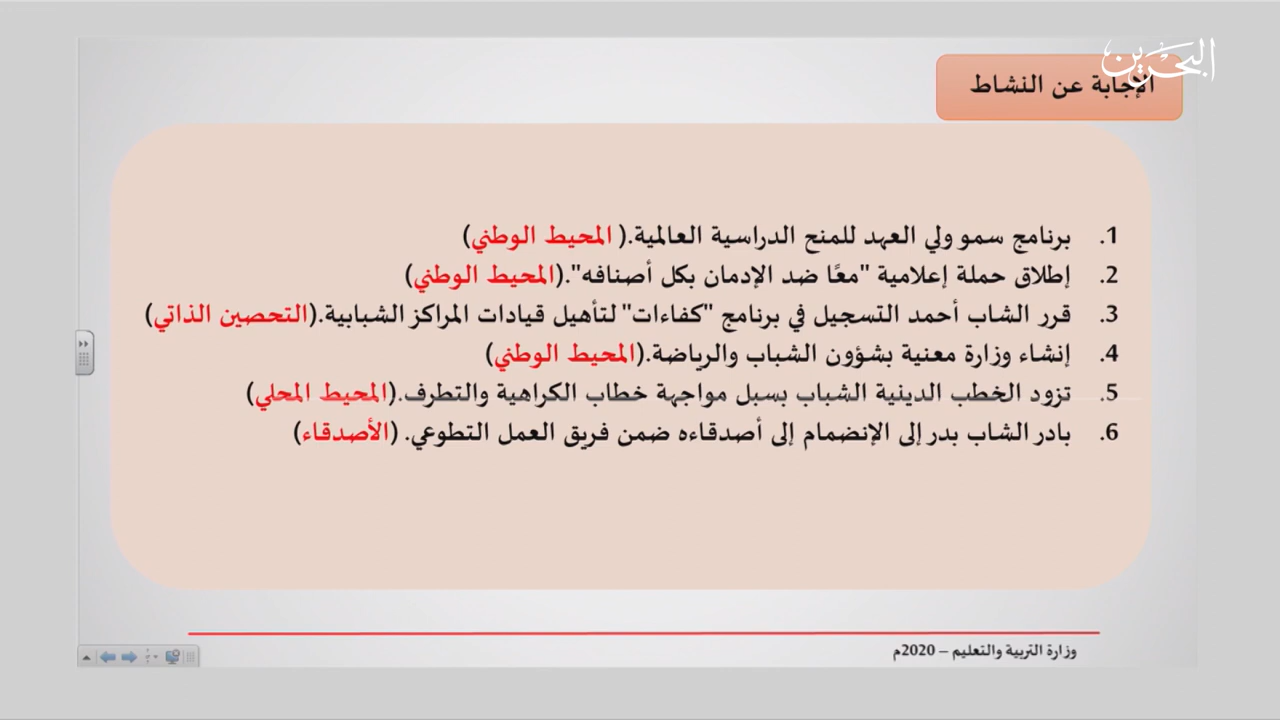 البحرين
الإجابة عن النشاط
1. برنامج سمو ولي العهد للمنح الدراسية العالمية.( المحيط الوطني)
2. إطلاق حملة إعلامية "معًا ضد الإدمان بكل أصنافه".(المحيط الوطني)
3. قرر الشاب أحمد التسجيل في برنامج "كفاءات" لتأهيل قيادات المراكز الشبابية.(التحصين الذاتي)
4. إنشاء وزارة معنية بشؤون الشباب والرياضة.(المحيط الوطني)
5. تزود الخطب الدينية الشباب بسبل مواجهة خطاب الكراهية والتطرف.(المحيط المحلي)
6. بادر الشاب بدر إلى الإنضمام إلى أصدقاءه ضمن فريق العمل التطوعي. (الأصدقاء)
وزارة التربية والتعليم – 2020م